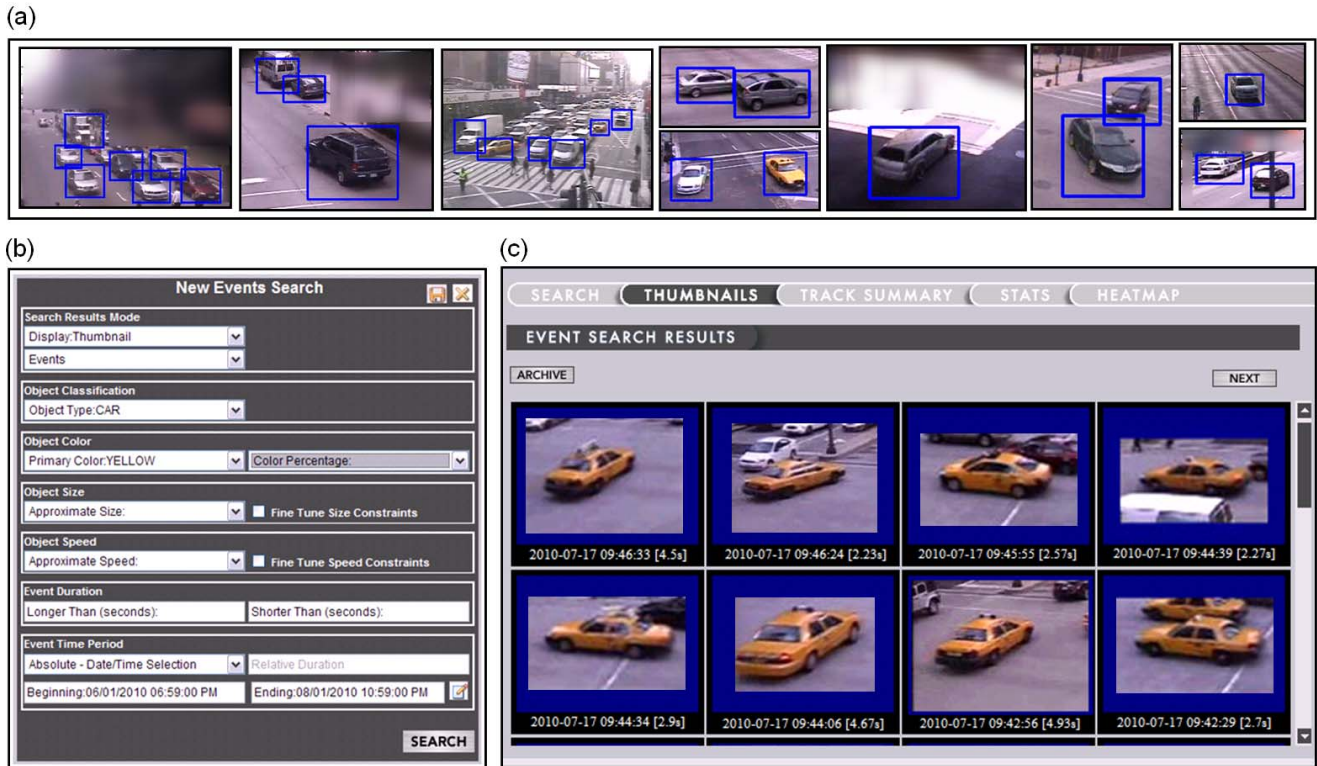 (a)
(b)
New Events Search
Search Results Mode
Display:Thumbnail
Events
Object Classification
Object Type:CAR
Object Color
Primary Color:YELLOW Color Percentage:
Object Size
Approximate Size: Fine Tune Size Constraints
Object Speed
Approximate Speed: Fine Tune Speed Constraints
Event Duration
Longer Than (seconds): Shorter Than (seconds):
Event Time Period
Absolute - Date/Time Selection Relative Duration
Beginning:06/01/2010 06:59:00 PM Ending:08/01/2010 10:59:00 PM
SEARCH
(c)
SEARCH THUMBNAILS TRACK SUMMARY STATS HEATMAP
EVENT SEARCH RESULTS
ARCHIVE NEXT
2010-07-17 09:46:33 [4.5s] 2010-07-17 09:46:24 [2.23s] 2010-07-17 09:45:55 [2.57s] 2010-07-17 09:44:39 [2.27s]
2010-07-17 09:44:34 [2.9s] 2010-07-17 09:44:06 [4.67s] 2010-07-17 09:42:56 [4.93s] 2010-07-17 09:42:29 [2.7s]